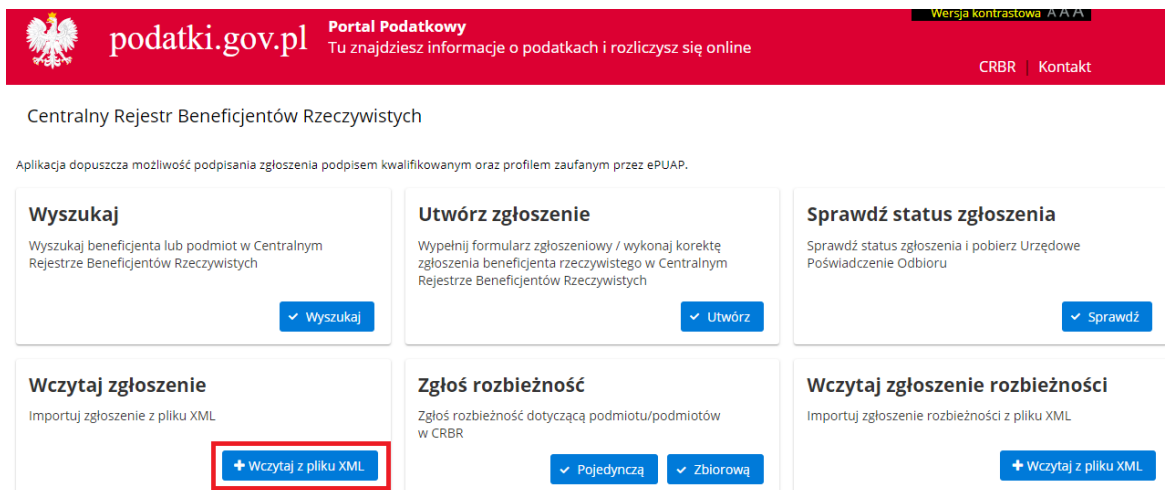 Wersja kontrastowa A A A
podatki.gov.pl
Portal Podatkowy
Tu znajdziesz informacje o podatkach i rozliczysz się online
CRBR | Kontakt
Centralny Rejestr Beneficjentów Rzeczywistych
Aplikacja dopuszcza możliwość podpisania zgłoszenia podpisem kwalifikowanym oraz profilem zaufanym przez ePUAP.
Wyszukaj
Wyszukaj beneficjenta lub podmiot w Centralnym
Rejestrze Beneficjentów Rzeczywistych
Wyszukaj
Utwórz zgłoszenie
Wypełnij formularz zgłoszeniowy / wykonaj korektę
zgłoszenia beneficjenta rzeczywistego w Centralnym
Rejestrze Beneficjentów Rzeczywistych
Utwórz
Sprawdź status zgłoszenia
Sprawdź status zgłoszenia i pobierz Urzędowe
Poświadczenie Odbioru
Sprawdź
Wczytaj zgłoszenie
Importuj zgłoszenie z pliku XML
Wczytaj z pliku XML
Zgłoś rozbieżność
Zgłoś rozbieżność dotyczącą podmiotu/podmiotów
w CRBR
Pojedynczą
Zbiorową
Wczytaj zgłoszenie rozbieżności
Importuj zgłoszenie rozbieżności z pliku XML
Wczytaj z pliku XML